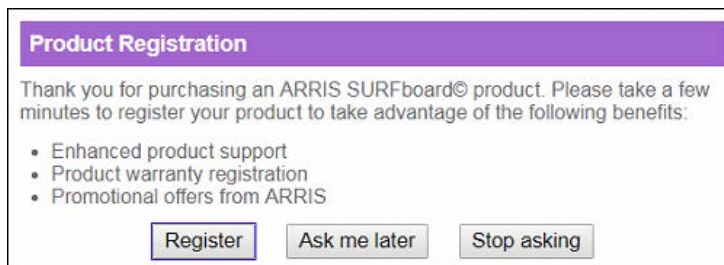 Product Registration
Thank you for purchasing an ARRIS SURFboard© product. Please take a few
minutes to register your product to take advantage of the following benefits:
• Enhanced product support
• Product warranty registration
• Promotional offers from ARRIS
Register Ask me later Stop asking